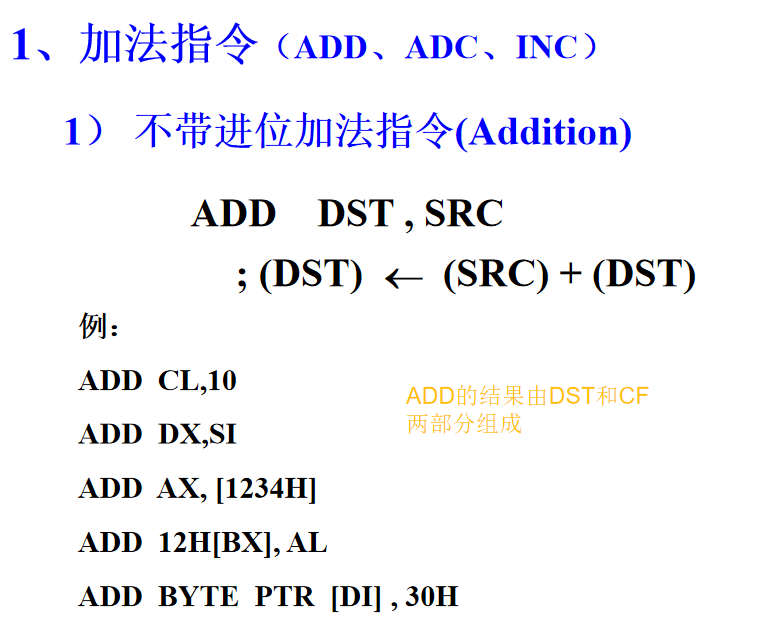 1、加法指令（ADD、ADC、INC）
1） 不带进位加法指令(Addition)
ADD DST , SRC
; (DST) ← (SRC) + (DST)
例：
ADD CL,10
ADD的结果由DST和CF
两部分组成
ADD DX,SI
ADD AX, [1234H]
ADD 12H[BX], AL
ADD BYTE PTR [DI] , 30H